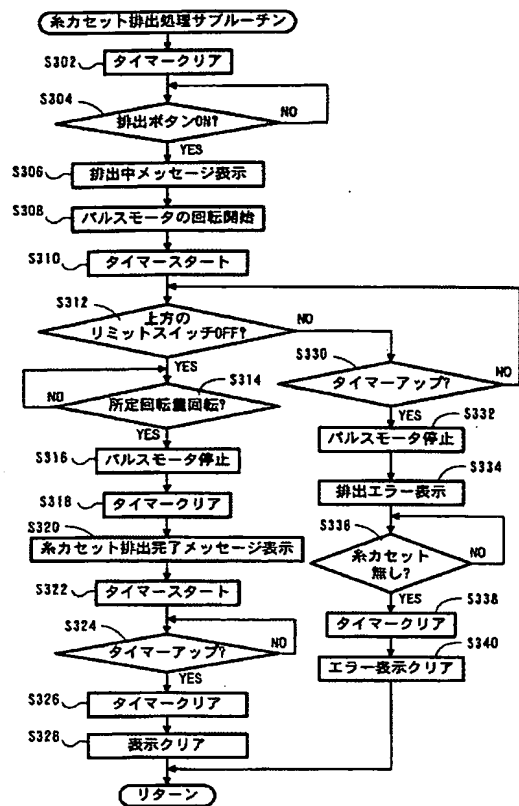 糸カセット排出処理サブルーチン
S302
タイマークリア
S304
排出ボタンON?
NO
YES
S306
排出中メッセージ表示
S308
パルスモータの回転開始
S310
タイマースタート
S312
上方の
リミットスイッチOFF?
NO
YES
S314
所定回転量回転?
NO
YES
S316
パルスモータ停止
S318
タイマークリア
S320
糸カセット排出完了メッセージ表示
S322
タイマースタート
S324
タイマーアップ?
NO
YES
S326
タイマークリア
S328
表示クリア
リターン
S330
タイマーアップ?
NO
YES
S332
パルスモータ停止
S334
排出エラー表示
S336
糸カセット
無し?
NO
YES
S338
タイマークリア
S340
エラー表示クリア